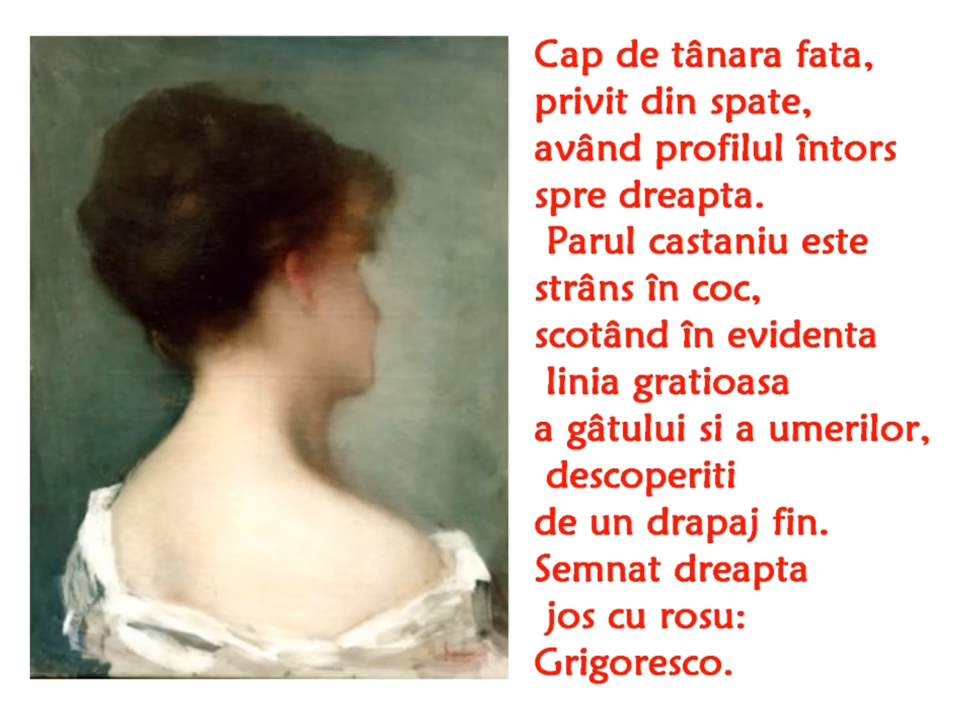 Cap de tânara fata,
privit din spate,
având profilul întors
spre dreapta.
Parul castaniu este
strâns în coc,
scotând în evidenta
linia gratioasa
a gâtului si a umerilor,
descoperiti
de un drapaj fin.
Semnat dreapta
jos cu rosu:
Grigoresco.